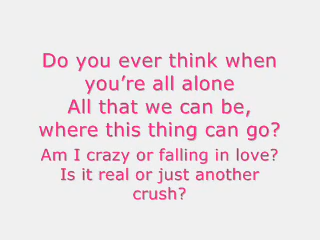 Do you ever think when
you’re all alone
All that we can be,
where this thing can go?
Am I crazy or falling in love?
Is it real or just another
crush?